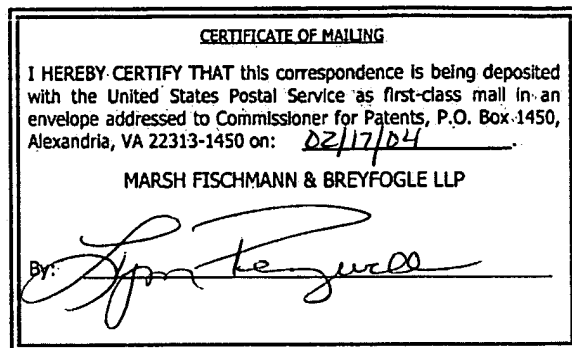 CERTIFICATE OF MAILING
I HEREBY CERTIFY THAT this correspondence is being deposited
with the United States Postal Service as first-class mail in an
envelope addressed to Commissioner for Patents, P.O. Box 1450,
Alexandria, VA 22313-1450 on: 02/17/04.
MARSH FISCHMANN & BREYFOGLE LLP
By: